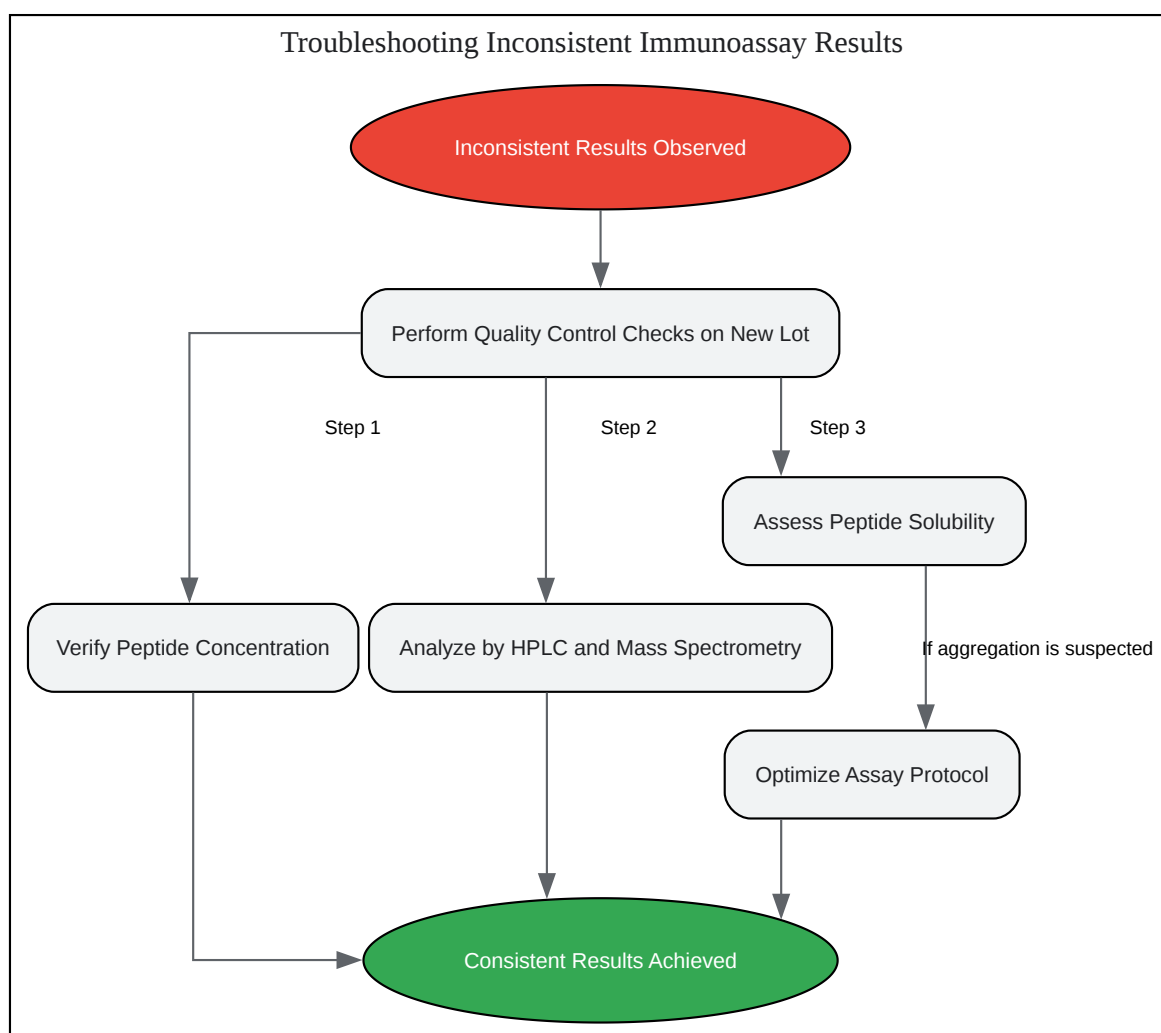 Troubleshooting Inconsistent Immunoassay Results
Inconsistent Results Observed
Perform Quality Control Checks on New Lot
Step 1
Step 2
Step 3
Assess Peptide Solubility
Verify Peptide Concentration
Analyze by HPLC and Mass Spectrometry
If aggregation is suspected
Optimize Assay Protocol
Consistent Results Achieved